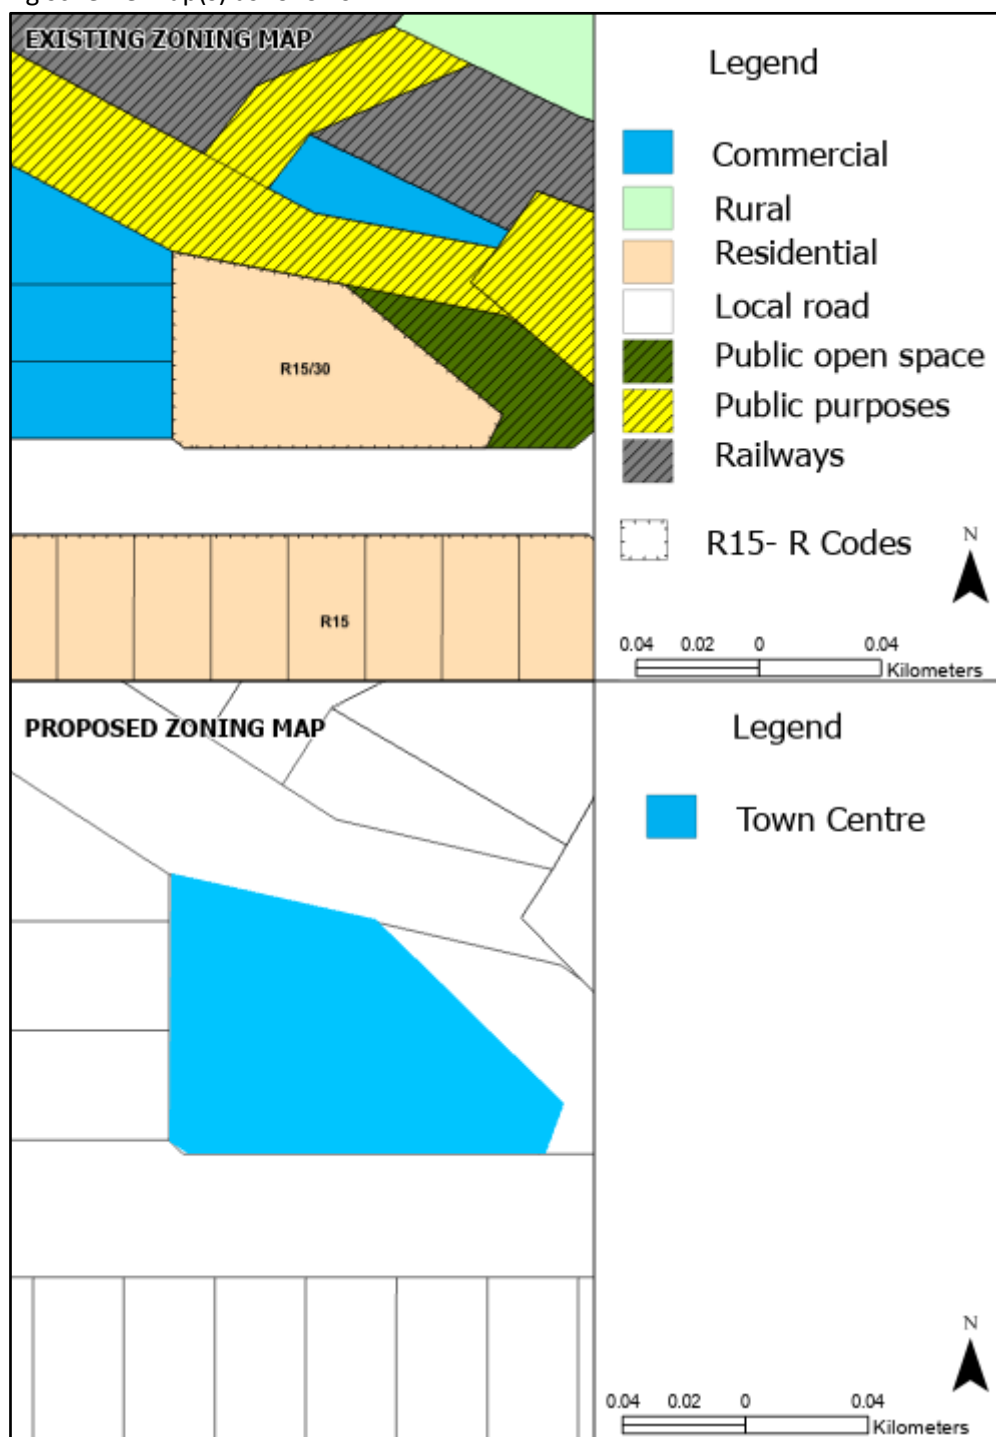 EXISTING ZONING MAP
Legend
Commercial
Rural
Residential
Local road
Public open space
Public purposes
Railways
R15- R Codes
R15/30
R15
N
0.04 0.02 0 0.04
Kilometers
PROPOSED ZONING MAP
Legend
Town Centre
N
0.04 0.02 0 0.04
Kilometers